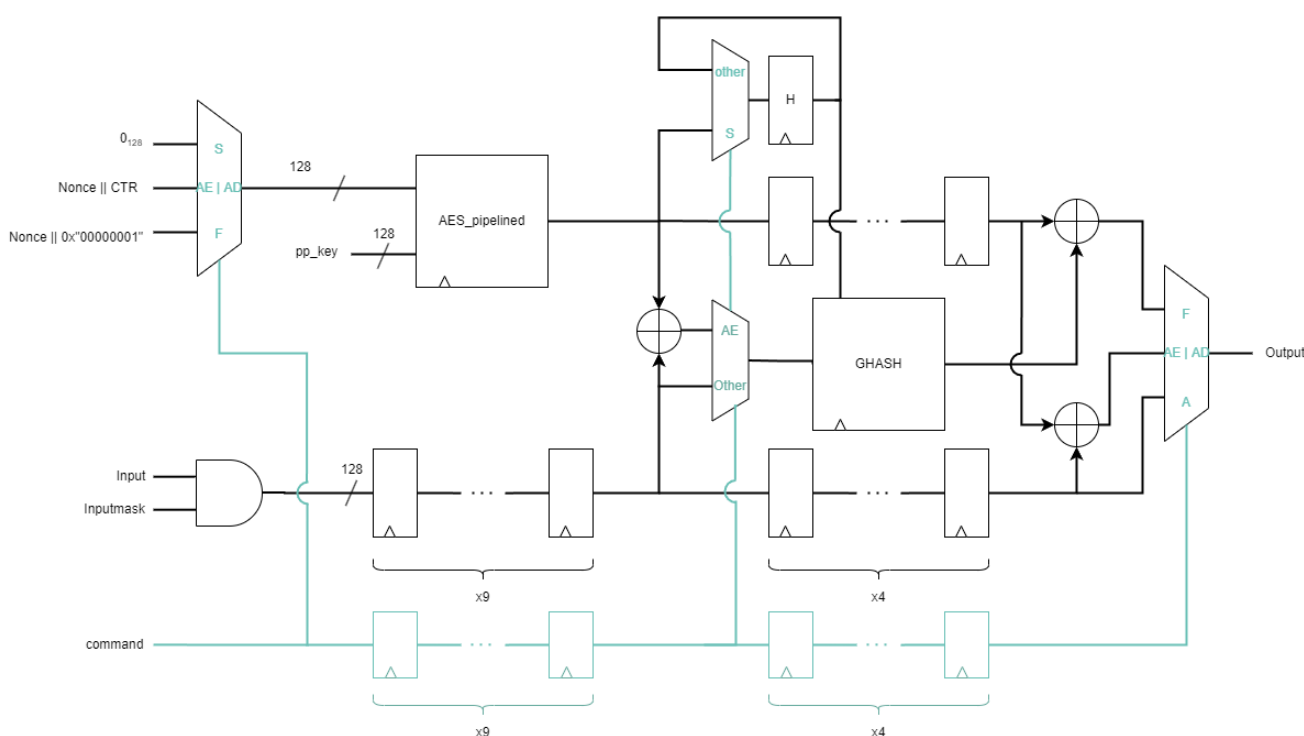 other
H
S
0₁₂₈
S
128
Nonce || CTR
AE | AD
AES_pipelined
...
F
Nonce || 0x"00000001"
128
pp_key
F
AE
GHASH
AE | AD
Output
Other
A
Input
128
Inputmask
...
...
x9
x4
command
...
...
x9
x4